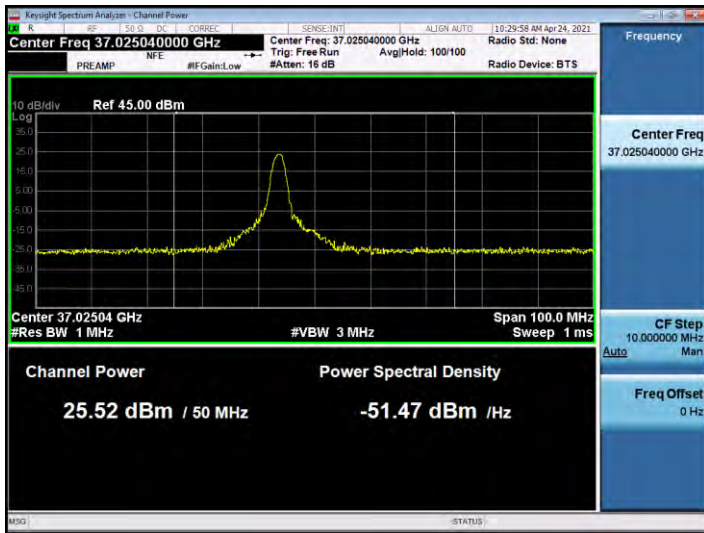 Keysight Spectrum Analyzer - Channel Power
R RF 50 Ω DC CORREC SENSE:INT ALIGN AUTO 10:29:58 AM Apr 24, 2021
Center Freq 37.025040000 GHz Center Freq: 37.025040000 GHz Radio Std: None
NFE Trig: Free Run Avg|Hold: 100/100
PREAMP #IFGain:Low #Atten: 16 dB Radio Device: BTS
10 dB/div Ref 45.00 dBm
Log
35.0
25.0
15.0
5.00
-5.00
-15.0
-25.0
-35.0
-45.0
Center 37.02504 GHz Span 100.0 MHz
#Res BW 1 MHz #VBW 3 MHz Sweep 1 ms
Channel Power Power Spectral Density
25.52 dBm / 50 MHz -51.47 dBm /Hz
MSG STATUS
Frequency
Center Freq
37.025040000 GHz
CF Step
10.000000 MHz
Auto Man
Freq Offset
0 Hz